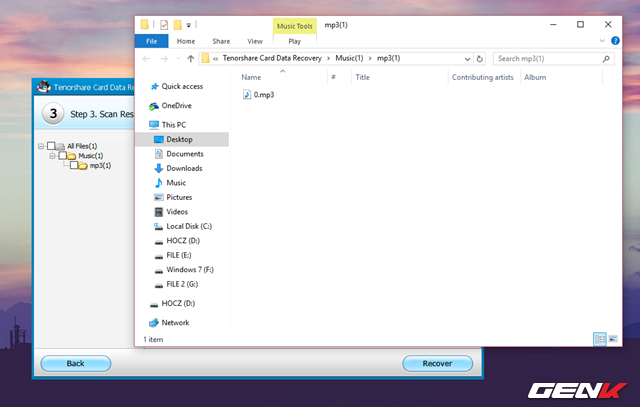 Music Tools
mp3(1)
File
Home
Share
View
Play
Tenorshare Card Data Recovery
Music(1)
mp3(1)
Search mp3(1)
Name
#
Title
Contributing artists
Album
0.mp3
Quick access
OneDrive
This PC
Desktop
Documents
Downloads
Music
Pictures
Videos
Local Disk (C:)
HOCZ (D:)
FILE (E:)
Windows 7 (F:)
FILE 2 (G:)
HOCZ (D:)
Network
1 item
Tenorshare Card Data Re
3
Step 3. Scan Res
All Files(1)
Music(1)
mp3(1)
Back
Recover
GENK